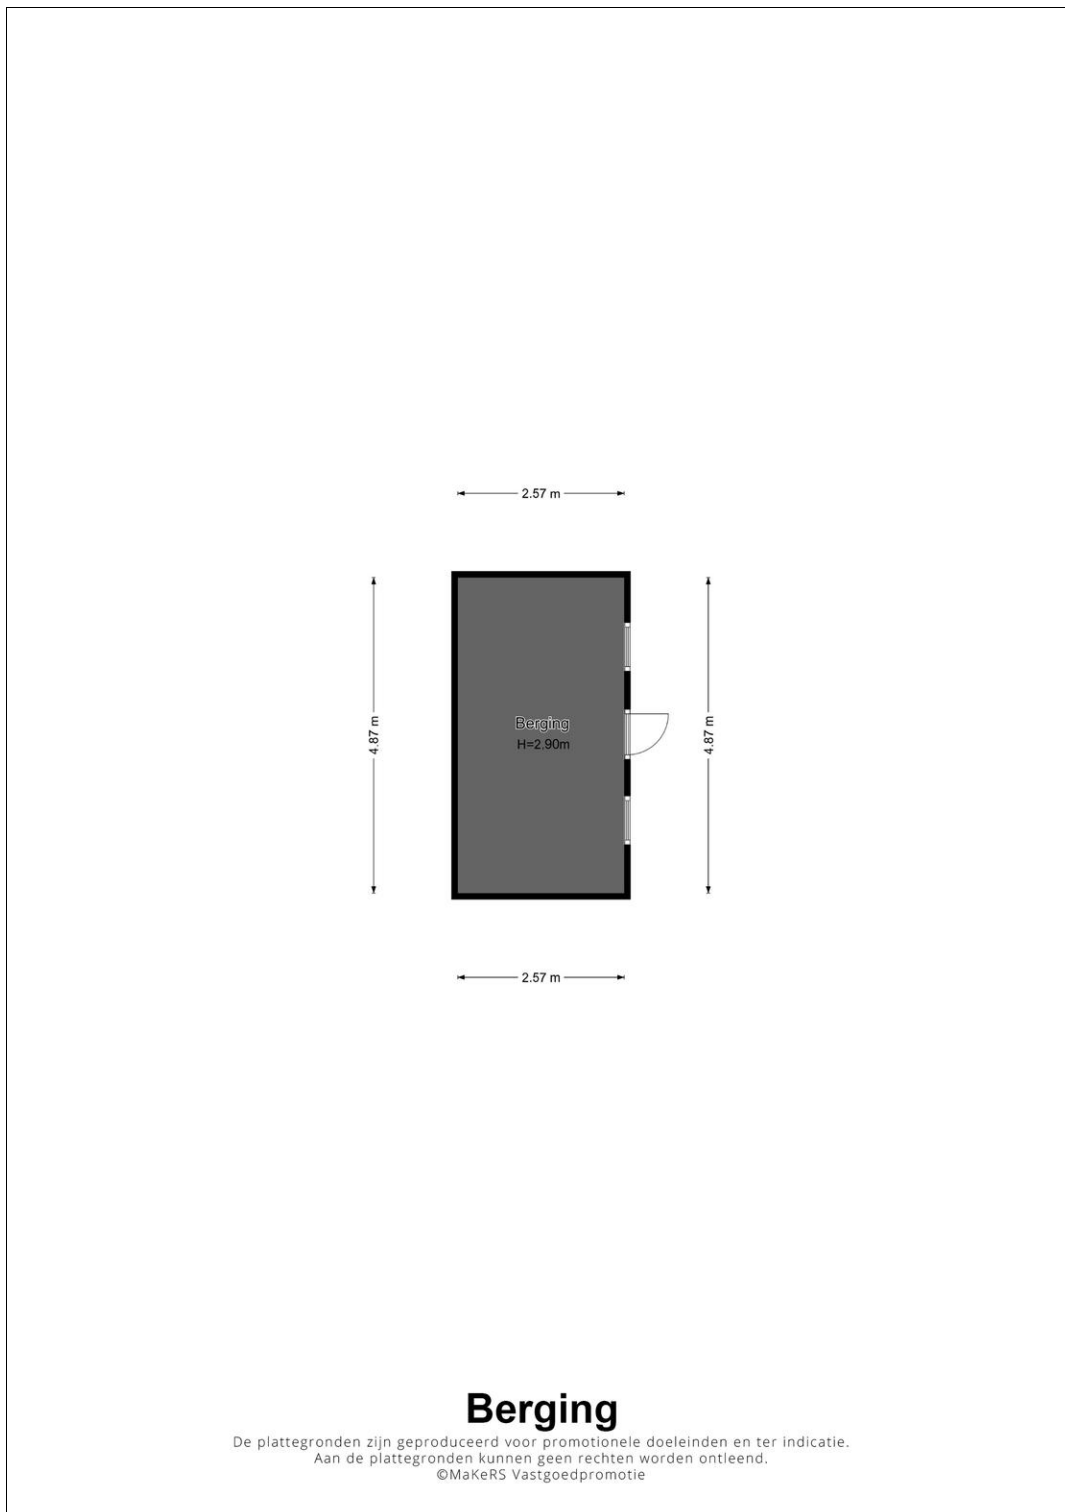 2.57 m
4.87 m
4.87 m
Berging
H=2.90m
2.57 m
Berging
De plattegronden zijn geproduceerd voor promotionele doeleinden en ter indicatie.
Aan de plattegronden kunnen geen rechten worden ontleend.
©MaKeRS Vastgoedpromotie